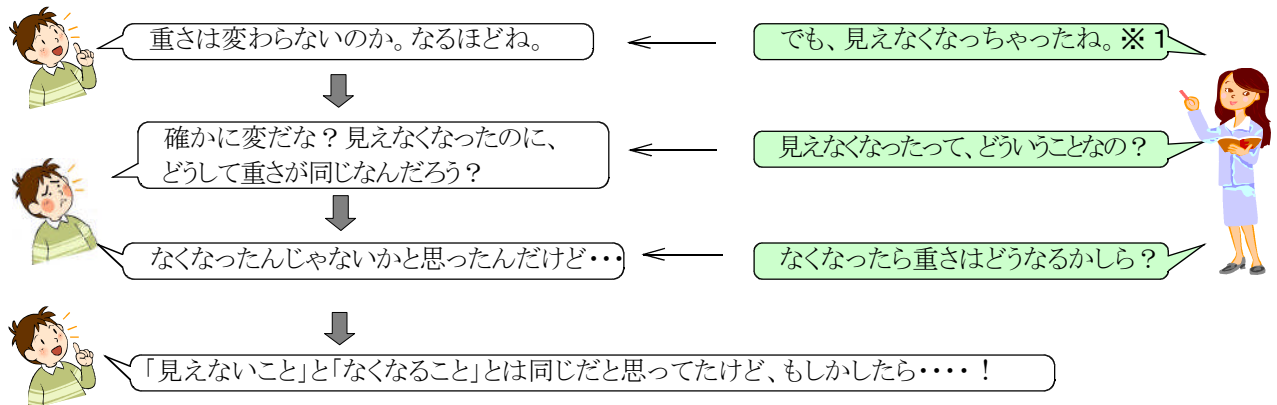 重さは変わらないのか。なるほどね。
でも、見えなくなっちゃったね。※1
確かに変だな？見えなくなったのに、
どうして重さが同じなんだろう？
見えなくなったって、どういうことなの？
なくなったんじゃないかと思ったんだけど・・・
なくなったら重さはどうなるかしら？
「見えないこと」と「なくなること」とは同じだと思ってたけど、もしかしたら・・・・！